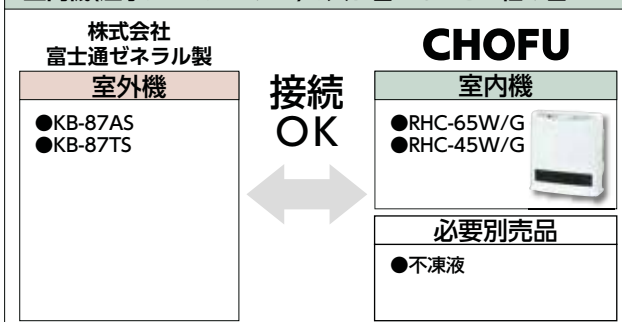 株式会社
富士通ゼネラル製
室外機
●KB-87AS
●KB-87TS
接続
OK
CHOFU
室内機
●RHC-65W/G
●RHC-45W/G
必要別売品
●不凍液